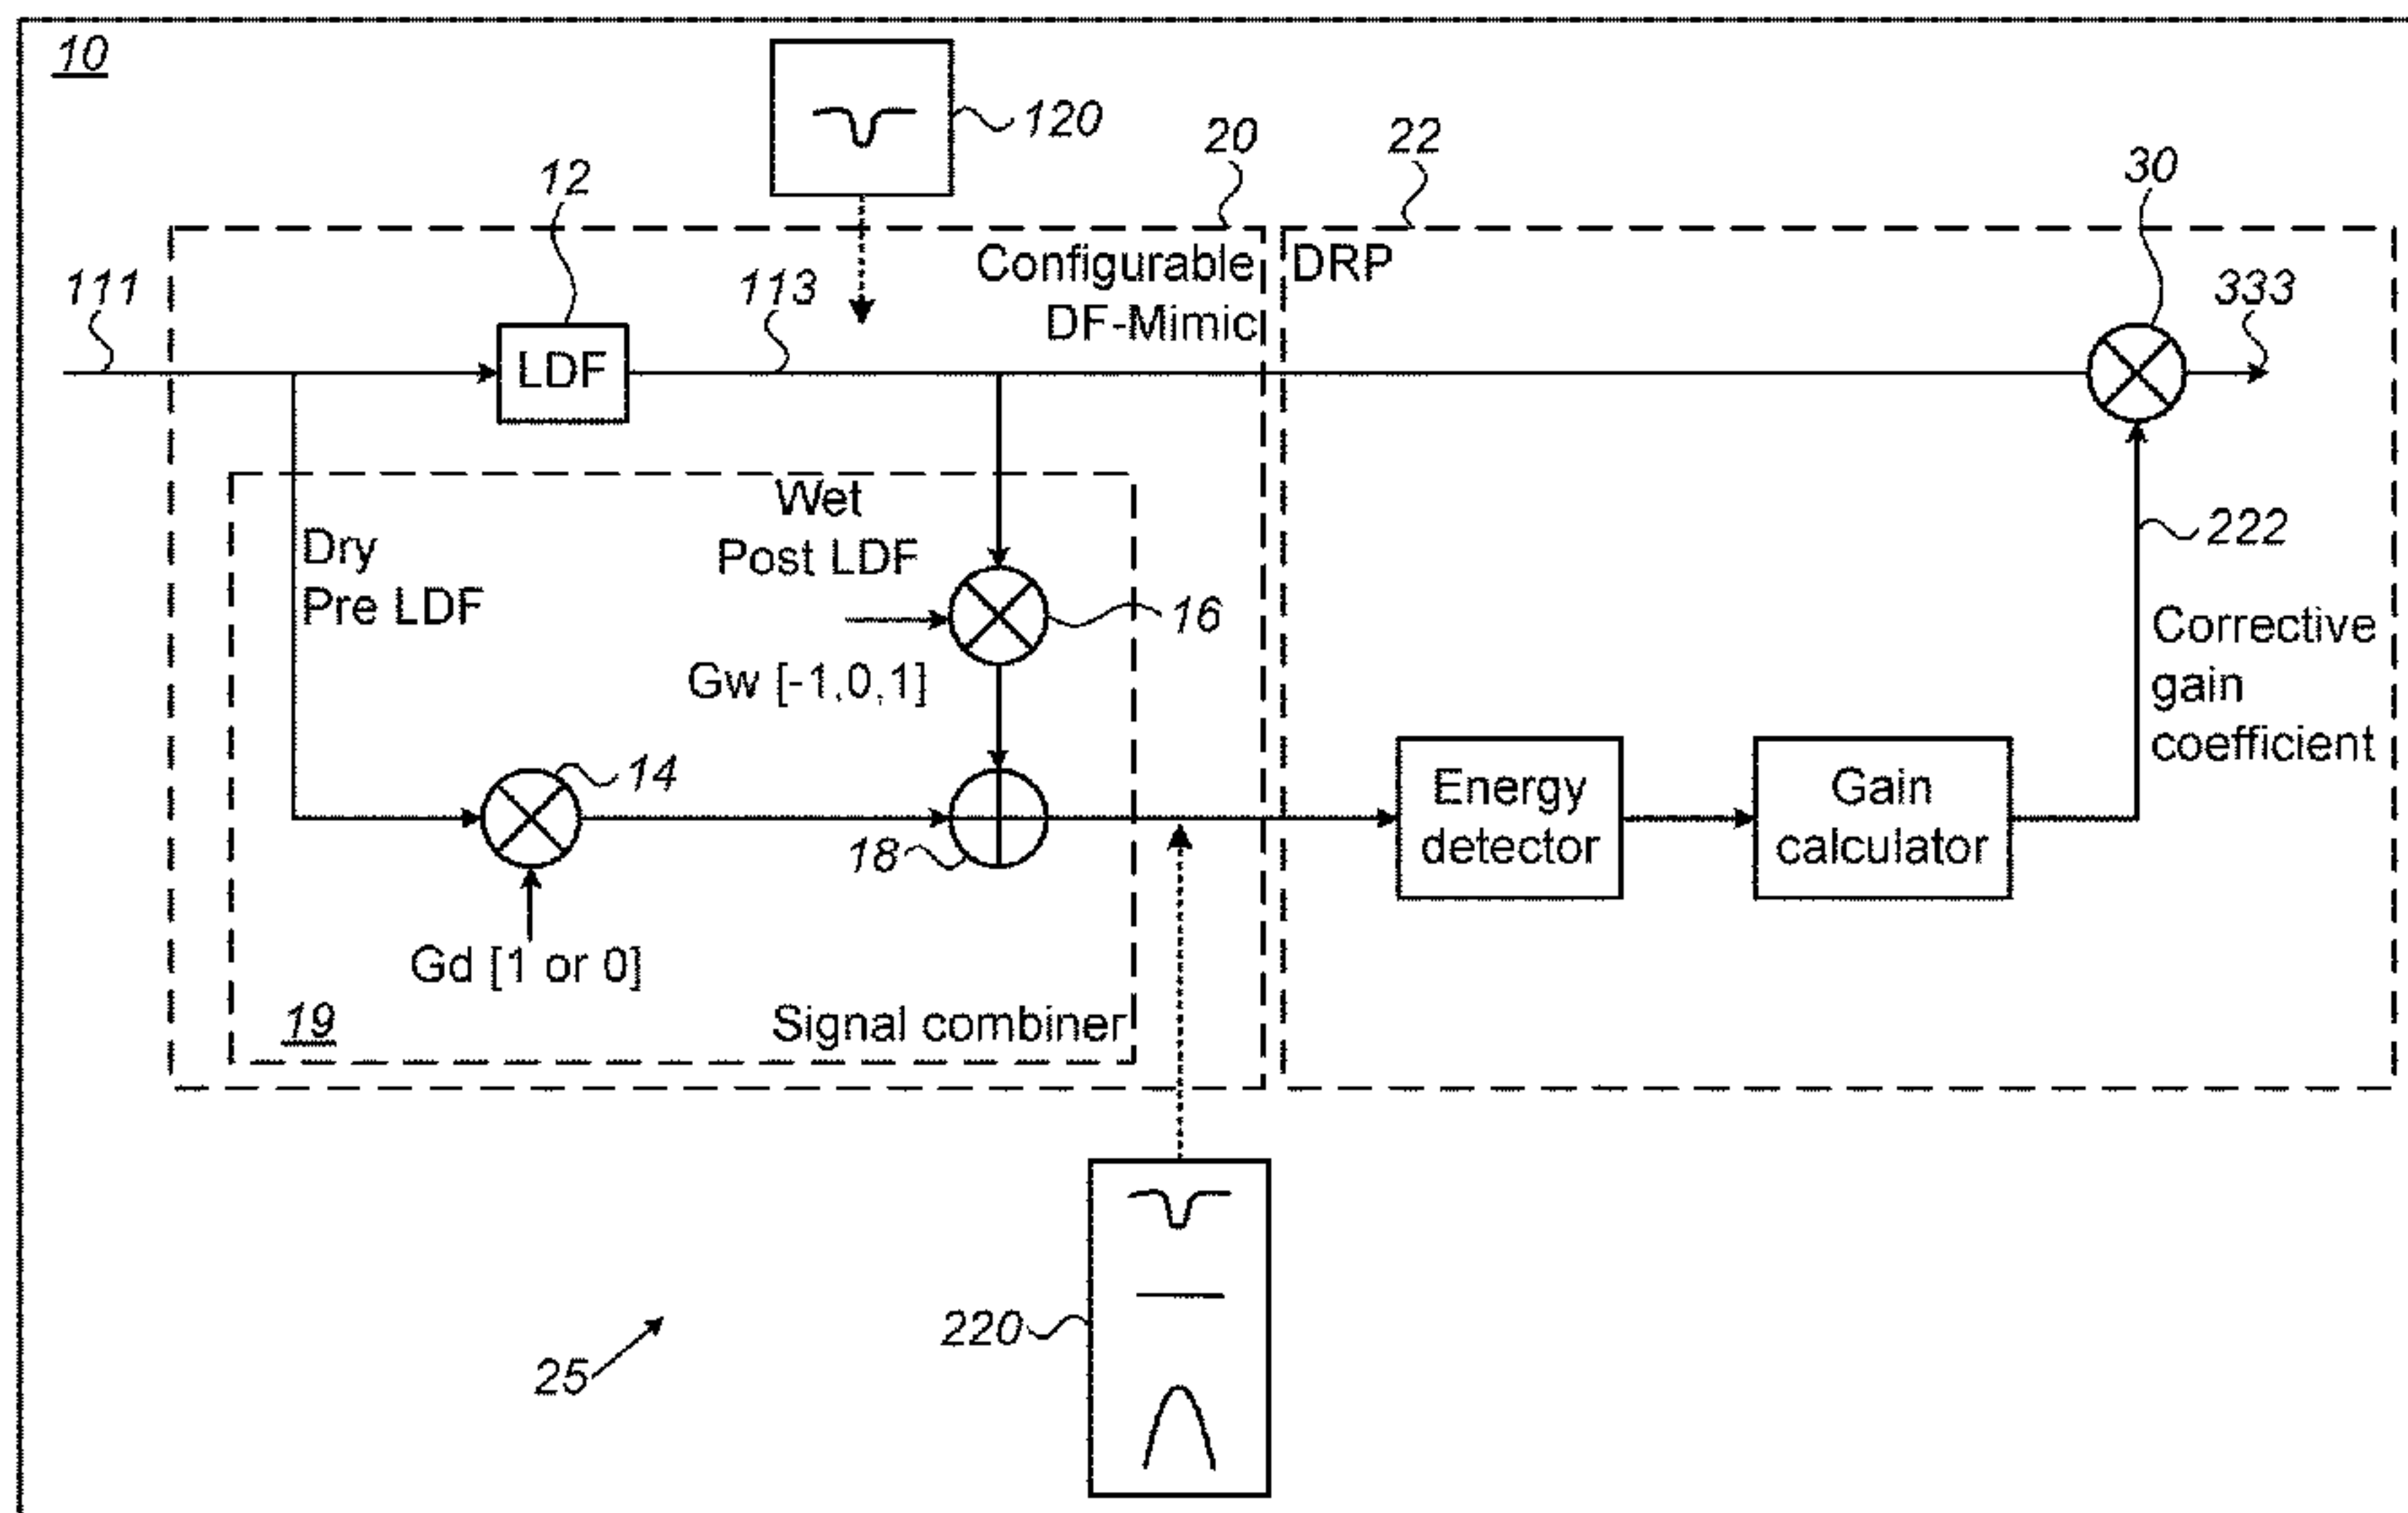 10
120
20
22
12
30
Configurable
DF-Mimic
DRP
111
113
333
LDF
Wet
Post LDF
Dry
Pre LDF
222
16
Gw [-1,0,1]
Corrective
gain
coefficient
14
18
Energy
detector
Gain
calculator
Gd [1 or 0]
19
Signal combiner
220
25